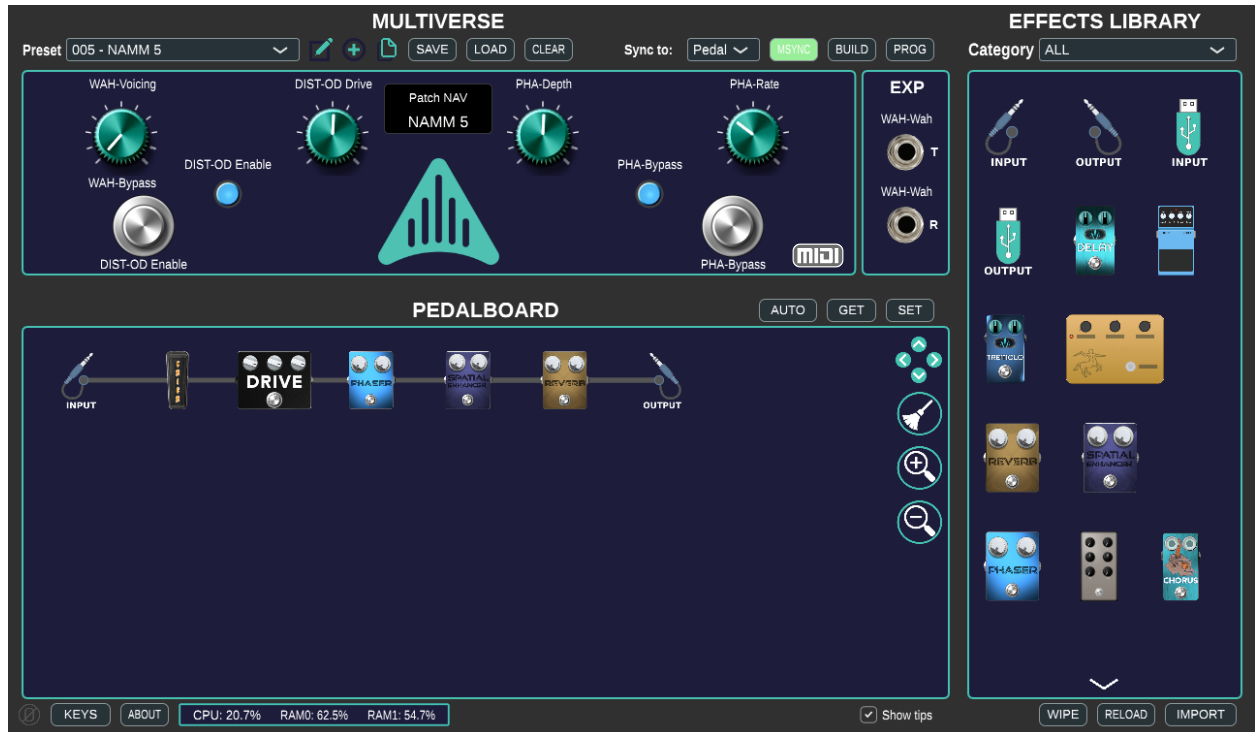 MULTIVERSE
EFFECTS LIBRARY
Preset 005 - NAMM 5 SAVE LOAD CLEAR Sync to: Pedal MSYNC BUILD PROG
Category ALL
WAH-Voicing DIST-OD Drive PHA-Depth PHA-Rate
Patch NAV
NAMM 5
DIST-OD Enable
PHA-Bypass
WAH-Bypass
DIST-OD Enable
PHA-Bypass
MIDI
EXP
WAH-Wah
T
WAH-Wah
R
INPUT OUTPUT INPUT
OUTPUT DELAY
REVERB SPATIAL
ENHANCER
PHASER CHORUS
PEDALBOARD AUTO GET SET
DRIVE PHASER SPATIAL
ENHANCER
REVERB
INPUT OUTPUT
KEYS ABOUT CPU: 20.7% RAM0: 62.5% RAM1: 54.7% Show tips
WIPE RELOAD IMPORT